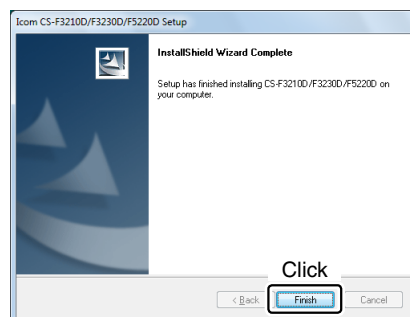 Icom CS-F3210D/F3230D/F5220D Setup
InstallShield Wizard Complete
Setup has finished installing CS-F3210D/F3230D/F5220D on
your computer.
Click
< Back
Finish
Cancel